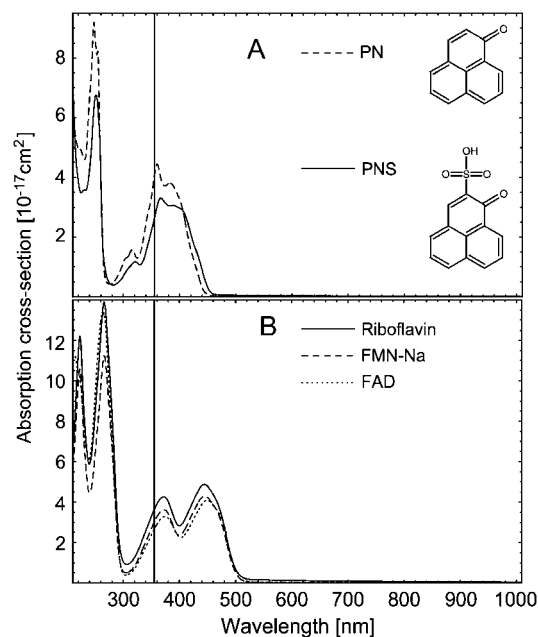 Absorption cross-section [10⁻¹⁷cm²]
8
6
4
2
A
PN
PNS
O
OH
O=S=O
O
12
10
8
6
4
2
B
Riboflavin
FMN-Na
FAD
300 400 500 600 700 800 900 1000
Wavelength [nm]